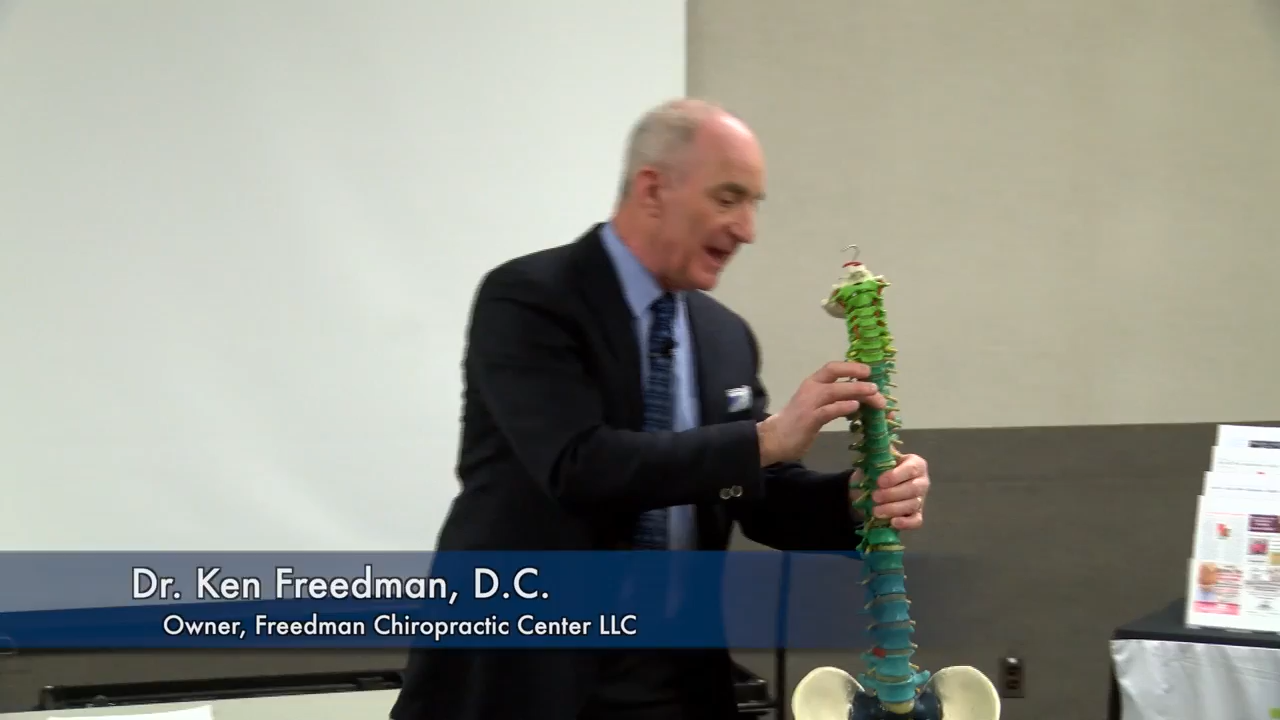 Dr. Ken Freedman, D.C.
Owner, Freedman Chiropractic Center LLC